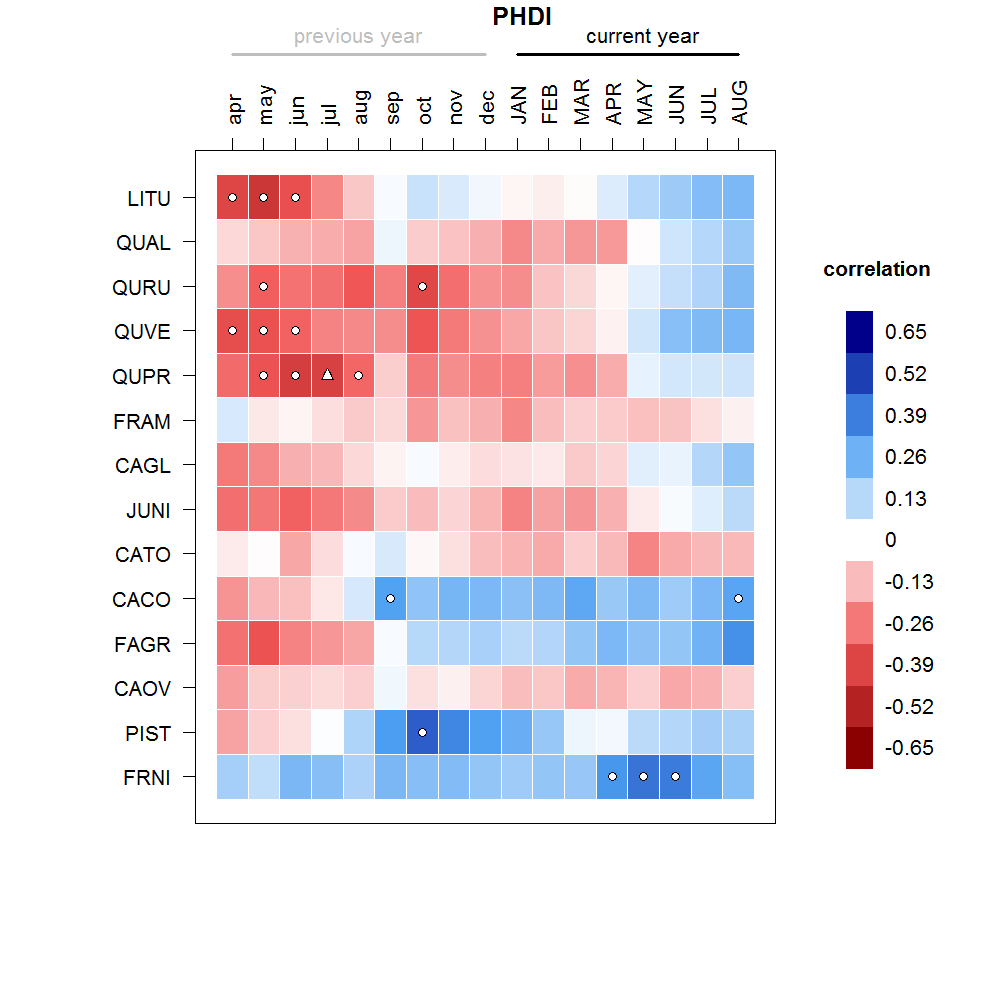 PHDI
previous year current year
apr may jun jul aug sep oct nov dec JAN FEB MAR APR MAY JUN JUL AUG
LITU
QUAL
QURU
QUVE
QUPR
FRAM
CAGL
JUNI
CATO
CACO
FAGR
CAOV
PIST
FRNI
correlation
0.65
0.52
0.39
0.26
0.13
0
-0.13
-0.26
-0.39
-0.52
-0.65